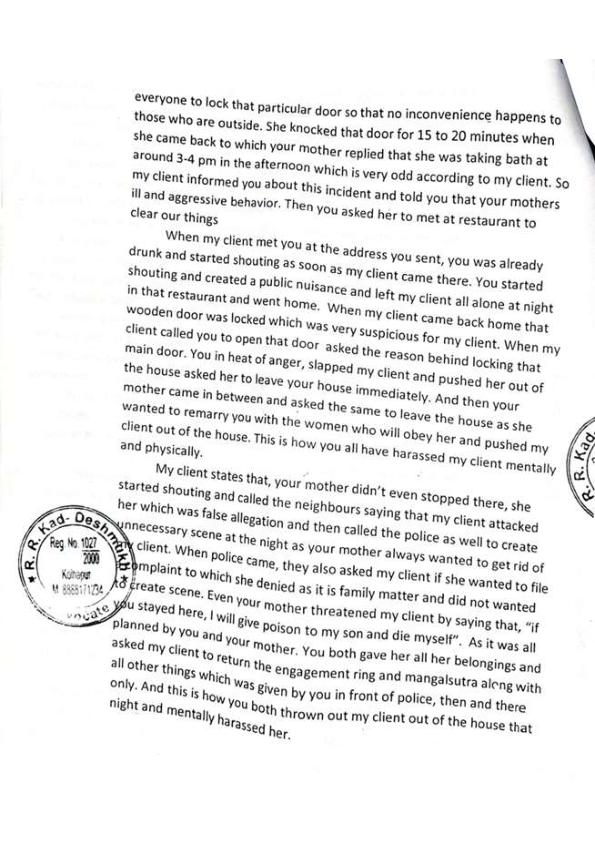 everyone to lock that particular door so that no inconvenience happens to
those who are outside. She knocked that door for 15 to 20 minutes when
she came back to which your mother replied that she was taking bath at
around 3-4 pm in the afternoon which is very odd according to my client. So
my client informed you about this incident and told you that your mothers
ill and aggressive behavior. Then you asked her to met at restaurant to
clear our things
When my client met you at the address you sent, you was already
drunk and started shouting as soon as my client came there. You started
shouting and created a public nuisance and left my client all alone at night
in that restaurant and went home. When my client came back home that
wooden door was locked which was very suspicious for my client. When my
client called you to open that door asked the reason behind locking that
main door. You in heat of anger, slapped my client and pushed her out of
the house asked her to leave your house immediately. And then your
mother came in between and asked the same to leave the house as she
wanted to remarry you with the women who will obey her and pushed my
client out of the house. This is how you all have harassed my client mentally
and physically.
My client states that, your mother didn't even stopped there, she
started shouting and called the neighbours saying that my client attacked
her which was false allegation and then called the police as well to create
unnecessary scene at the night as your mother always wanted to get rid of
my client. When police came, they also asked my client if she wanted to file
complaint to which she denied as it is family matter and did not wanted
to create scene. Even your mother threatened my client by saying that, "if
you stayed here, I will give poison to my son and die myself". As it was all
planned by you and your mother. You both gave her all her belongings and
asked my client to return the engagement ring and mangalsutra along with
all other things which was given by you in front of police, then and there
only. And this is how you both thrown out my client out of the house that
night and mentally harassed her.
R. R. Kad-Deshmukh
Reg. No. 1027
2000
Kolhapur
M 8888171234
vocate
R. R. Kad-